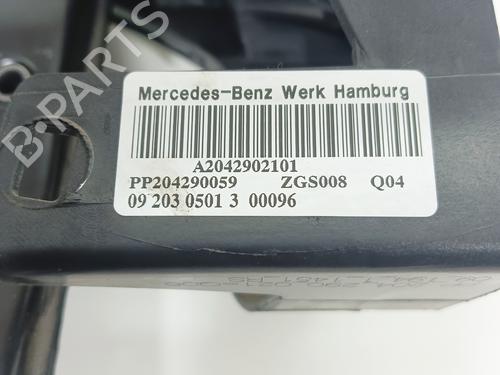 B-PARTS
Mercedes-Benz Werk Hamburg
A2042902101
PP204290059 ZGS008 Q04
09 203 0501 3 00096